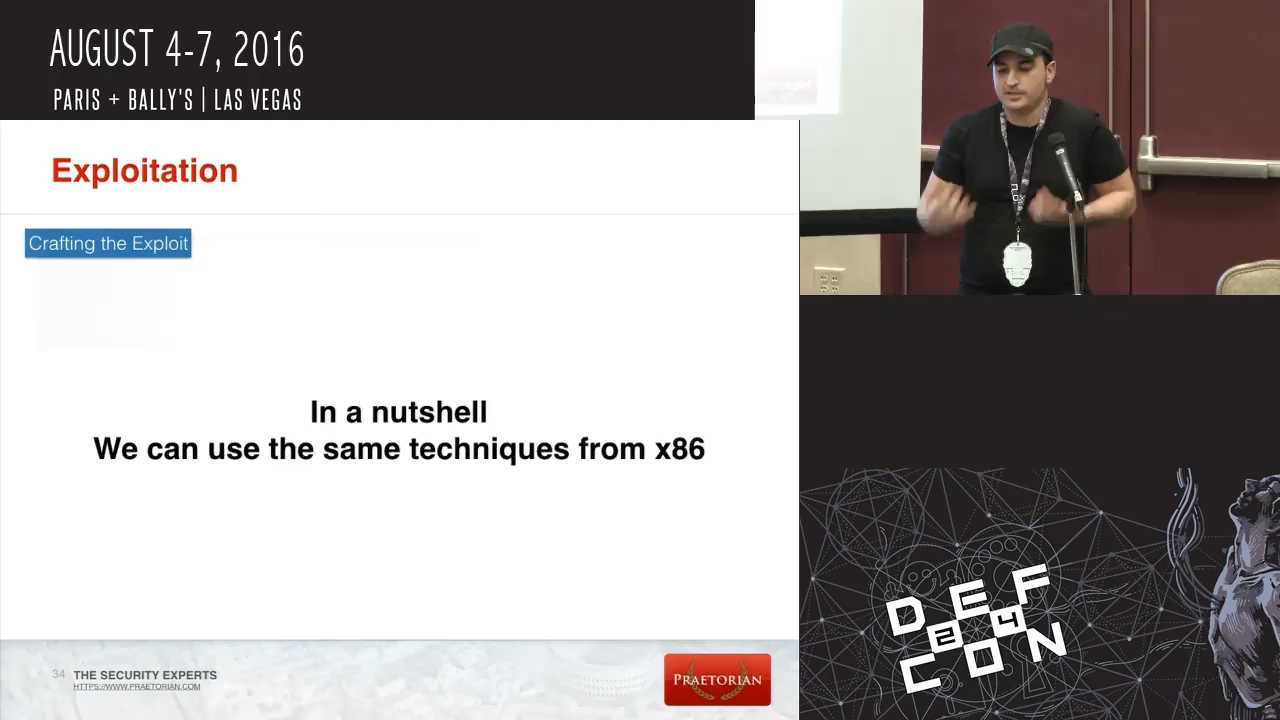 AUGUST 4-7, 2016
PARIS + BALLY'S | LAS VEGAS
Exploitation
Crafting the Exploit
In a nutshell
We can use the same techniques from x86
34 THE SECURITY EXPERTS
HTTPS://WWW.PRAETORIAN.COM
PRAETORIAN
DEF
24
CON